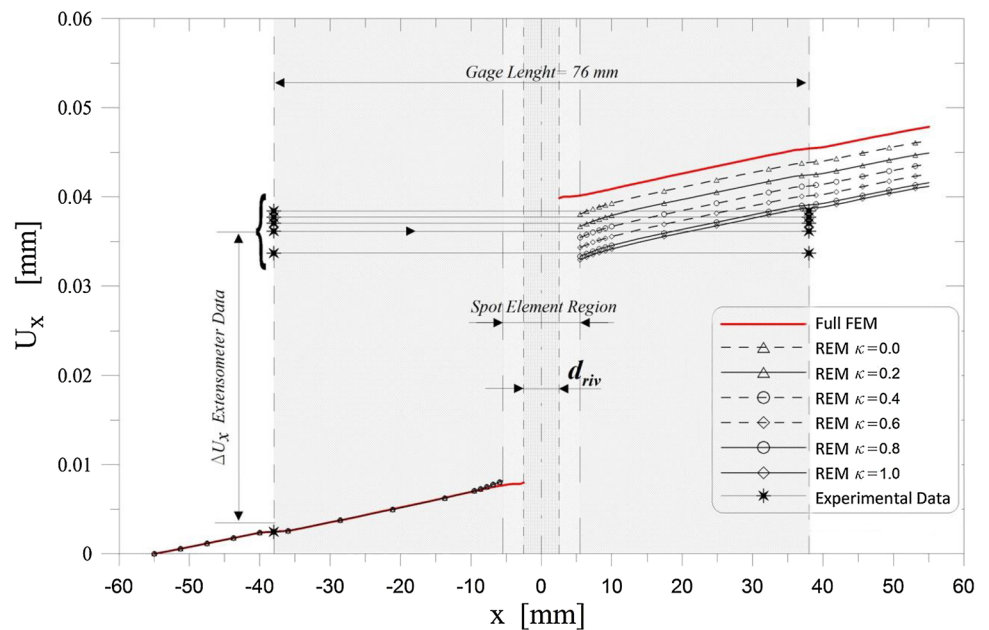 0.06
0.05
0.04
0.03
0.02
0.01
0
Ux [mm]
Gage Lenght= 76 mm
ΔUx Extensometer Data
Spot Element Region
driv
Full FEM
REM κ=0.0
REM κ=0.2
REM κ=0.4
REM κ=0.6
REM κ=0.8
REM κ=1.0
Experimental Data
-60 -50 -40 -30 -20 -10 0 10 20 30 40 50 60
x [mm]